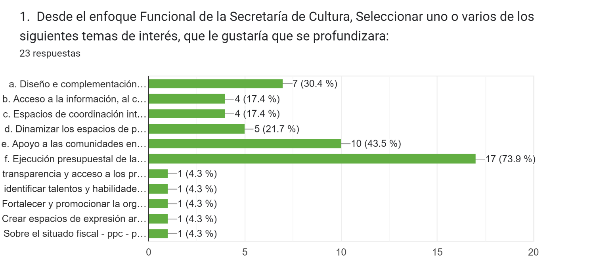 1. Desde el enfoque Funcional de la Secretaría de Cultura, Seleccionar uno o varios de los
siguientes temas de interés, que le gustaría que se profundizara:
23 respuestas
a. Diseño e complementación... 7 (30.4 %)
b. Acceso a la información, al c... 4 (17.4 %)
c. Espacios de coordinación int... 4 (17.4 %)
d. Dinamizar los espacios de p... 5 (21.7 %)
e. Apoyo a las comunidades en... 10 (43.5 %)
f. Ejecución presupuestal de la... 17 (73.9 %)
transparencia y acceso a los pr... 1 (4.3 %)
identificar talentos y habilidade... 1 (4.3 %)
Fortalecer y promocionar la org... 1 (4.3 %)
Crear espacios de expresión ar... 1 (4.3 %)
Sobre el situado fiscal - ppc - p... 1 (4.3 %)
0 5 10 15 20